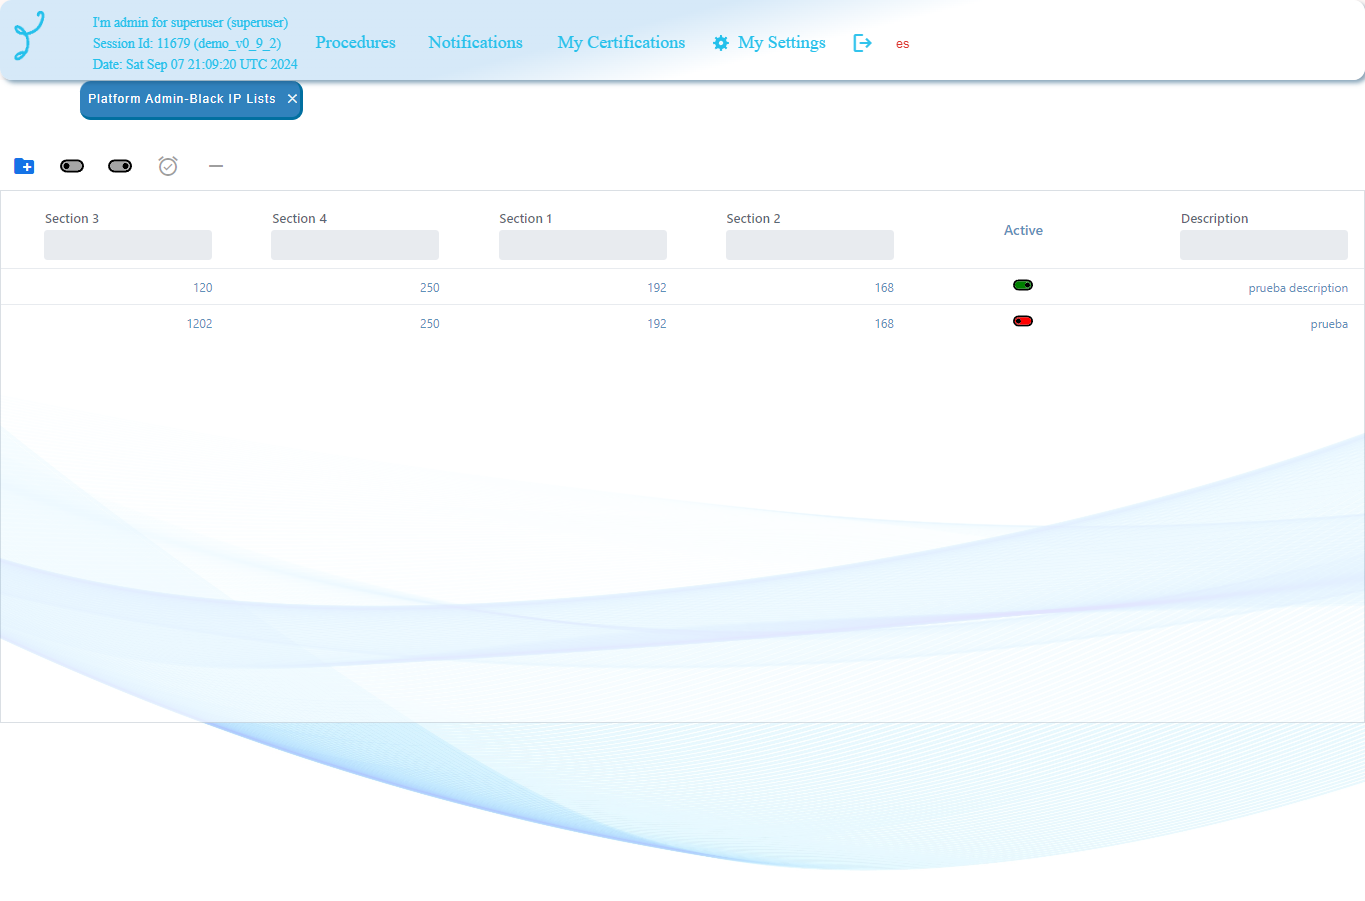 I'm admin for superuser (superuser)
Session Id: 11679 (demo_v0_9_2)
Date: Sat Sep 07 21:09:20 UTC 2024
Procedures
Notifications
My Certifications
My Settings
es
Platform Admin-Black IP Lists
Section 3
Section 4
Section 1
Section 2
Active
Description
120
250
192
168
prueba description
1202
250
192
168
prueba